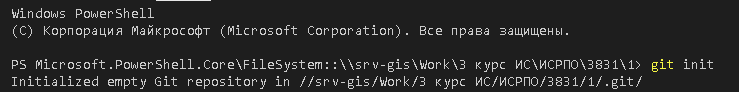 Windows PowerShell
(C) Корпорация Майкрософт (Microsoft Corporation). Все права защищены.
PS Microsoft.PowerShell.Core\FileSystem::\\srv-gis\Work\3 курс ИС\ИСРПО\3831\1> git init
Initialized empty Git repository in //srv-gis/Work/3 курс ИС/ИСРПО/3831/1/.git/